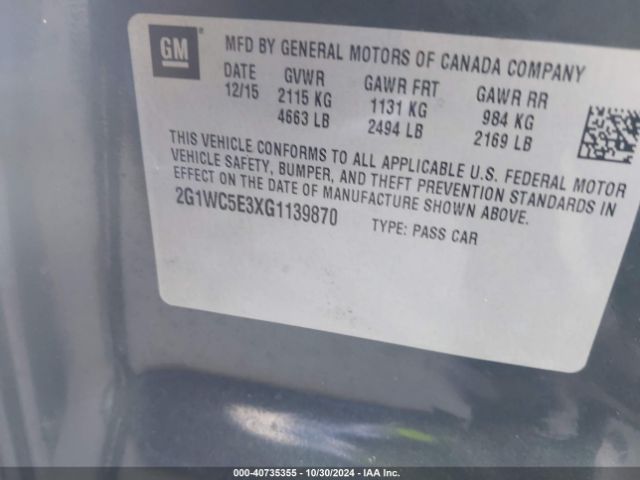 GM
MFD BY GENERAL MOTORS OF CANADA COMPANY
DATE GVWR GAWR FRT GAWR RR
12/15 2115 KG 1131 KG 984 KG
4663 LB 2494 LB 2169 LB
THIS VEHICLE CONFORMS TO ALL APPLICABLE U.S. FEDERAL MOTOR
VEHICLE SAFETY, BUMPER, AND THEFT PREVENTION STANDARDS IN
EFFECT ON THE DATE OF MANUFACTURE SHOWN ABOVE.
2G1WC5E3XG1139870 TYPE: PASS CAR
000-40735355 - 10/30/2024 - IAA Inc.